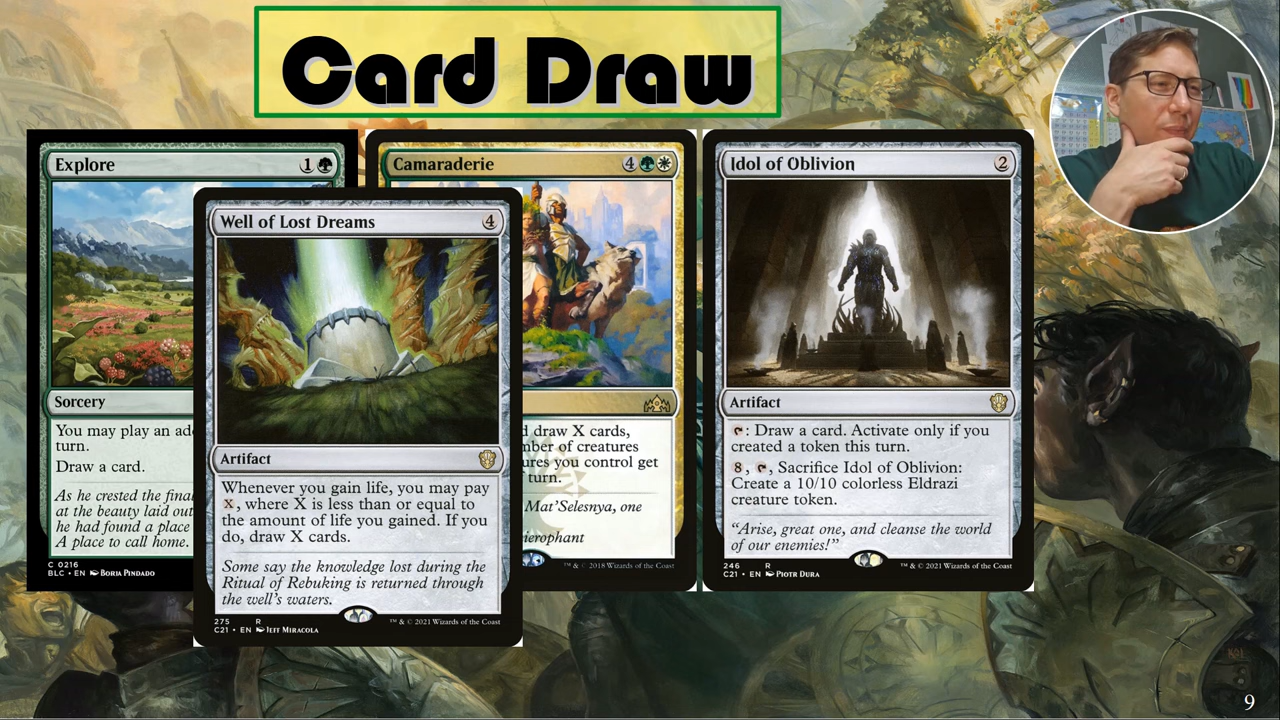 Card Draw
Explore 1
Sorcery
You may play an ad
turn.
Draw a card.
As he crested the final
at the beauty laid out
he had found a place
A place to call home.
C 0216
BLC • EN Borja Pindado
Well of Lost Dreams 4
Artifact
Whenever you gain life, you may pay
X, where X is less than or equal to
the amount of life you gained. If you
do, draw X cards.
Some say the knowledge lost during the
Ritual of Rebuking is returned through
the well's waters.
275 R
C21 • EN Jeff Miracola
™ & © 2021 Wizards of the Coast
Camaraderie 4
d draw X cards,
mber of creatures
ures you control get
turn.
Mat'Selesnya, one
ierophant
™ & © 2018 Wizards of the Coast
Idol of Oblivion 2
Artifact
: Draw a card. Activate only if you
created a token this turn.
8, , Sacrifice Idol of Oblivion:
Create a 10/10 colorless Eldrazi
creature token.
"Arise, great one, and cleanse the world
of our enemies!"
246 R
C21 • EN Piotr Dura
™ & © 2021 Wizards of the Coast
9